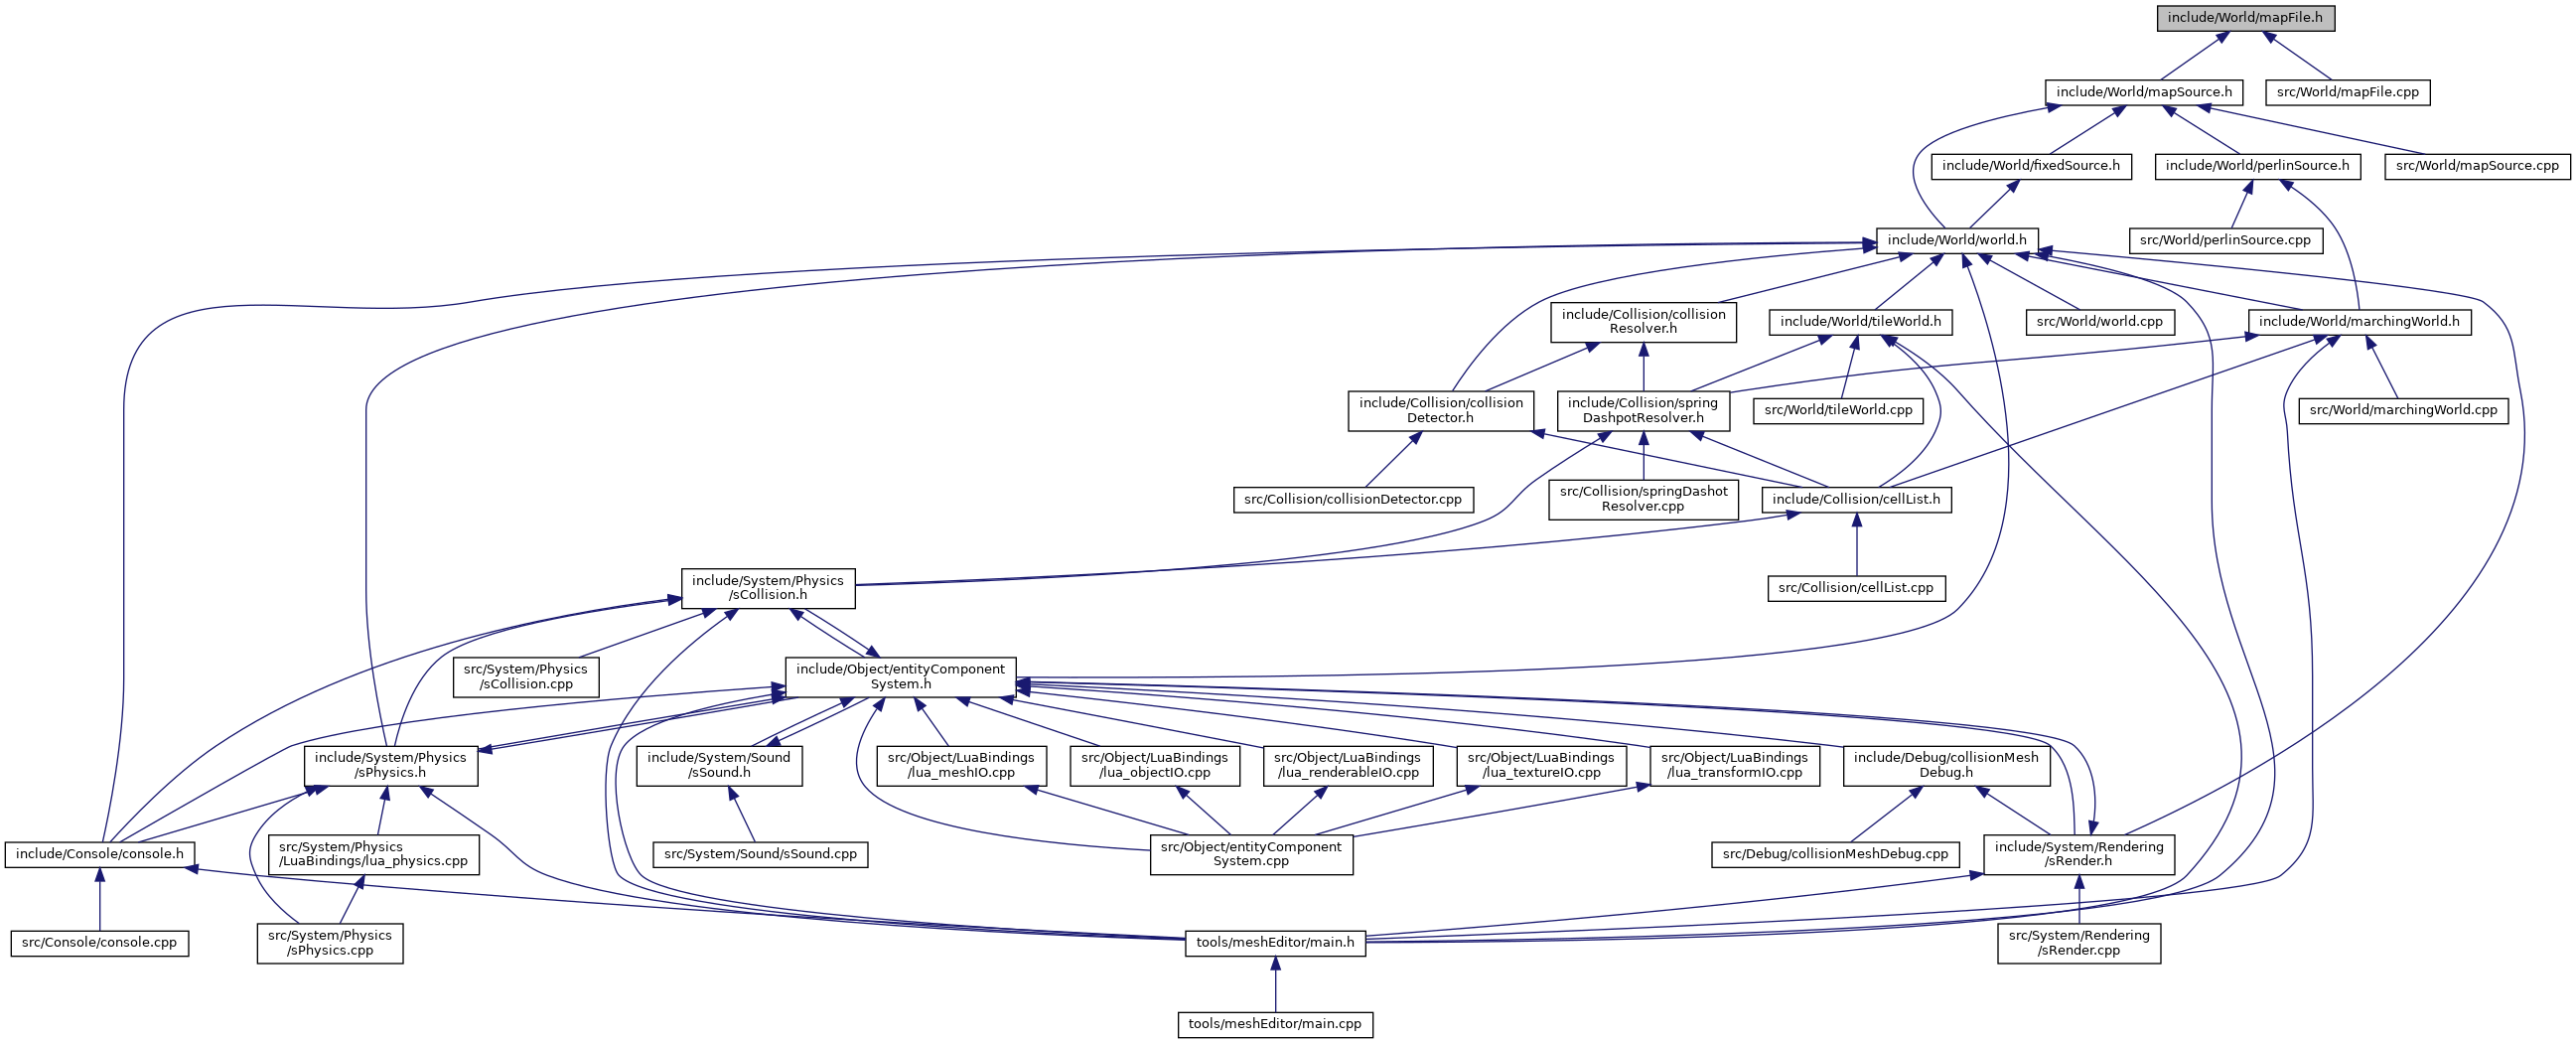 include/World/mapFile.h
include/World/mapSource.h
src/World/mapFile.cpp
include/World/fixedSource.h
include/World/perlinSource.h
src/World/mapSource.cpp
include/World/world.h
src/World/perlinSource.cpp
include/Collision/collision
Resolver.h
include/World/tileWorld.h
src/World/world.cpp
include/World/marchingWorld.h
include/Collision/collision
Detector.h
include/Collision/spring
DashpotResolver.h
src/World/tileWorld.cpp
src/World/marchingWorld.cpp
src/Collision/collisionDetector.cpp
src/Collision/springDashot
Resolver.cpp
include/Collision/cellList.h
include/System/Physics
/sCollision.h
src/Collision/cellList.cpp
src/System/Physics
/sCollision.cpp
include/Object/entityComponent
System.h
include/System/Physics
/sPhysics.h
include/System/Sound
/sSound.h
src/Object/LuaBindings
/lua_meshIO.cpp
src/Object/LuaBindings
/lua_objectIO.cpp
src/Object/LuaBindings
/lua_renderableIO.cpp
src/Object/LuaBindings
/lua_textureIO.cpp
src/Object/LuaBindings
/lua_transformIO.cpp
include/Debug/collisionMesh
Debug.h
include/Console/console.h
src/System/Physics
/LuaBindings/lua_physics.cpp
src/System/Sound/sSound.cpp
src/Object/entityComponent
System.cpp
src/Debug/collisionMeshDebug.cpp
include/System/Rendering
/sRender.h
src/Console/console.cpp
src/System/Physics
/sPhysics.cpp
tools/meshEditor/main.h
src/System/Rendering
/sRender.cpp
tools/meshEditor/main.cpp